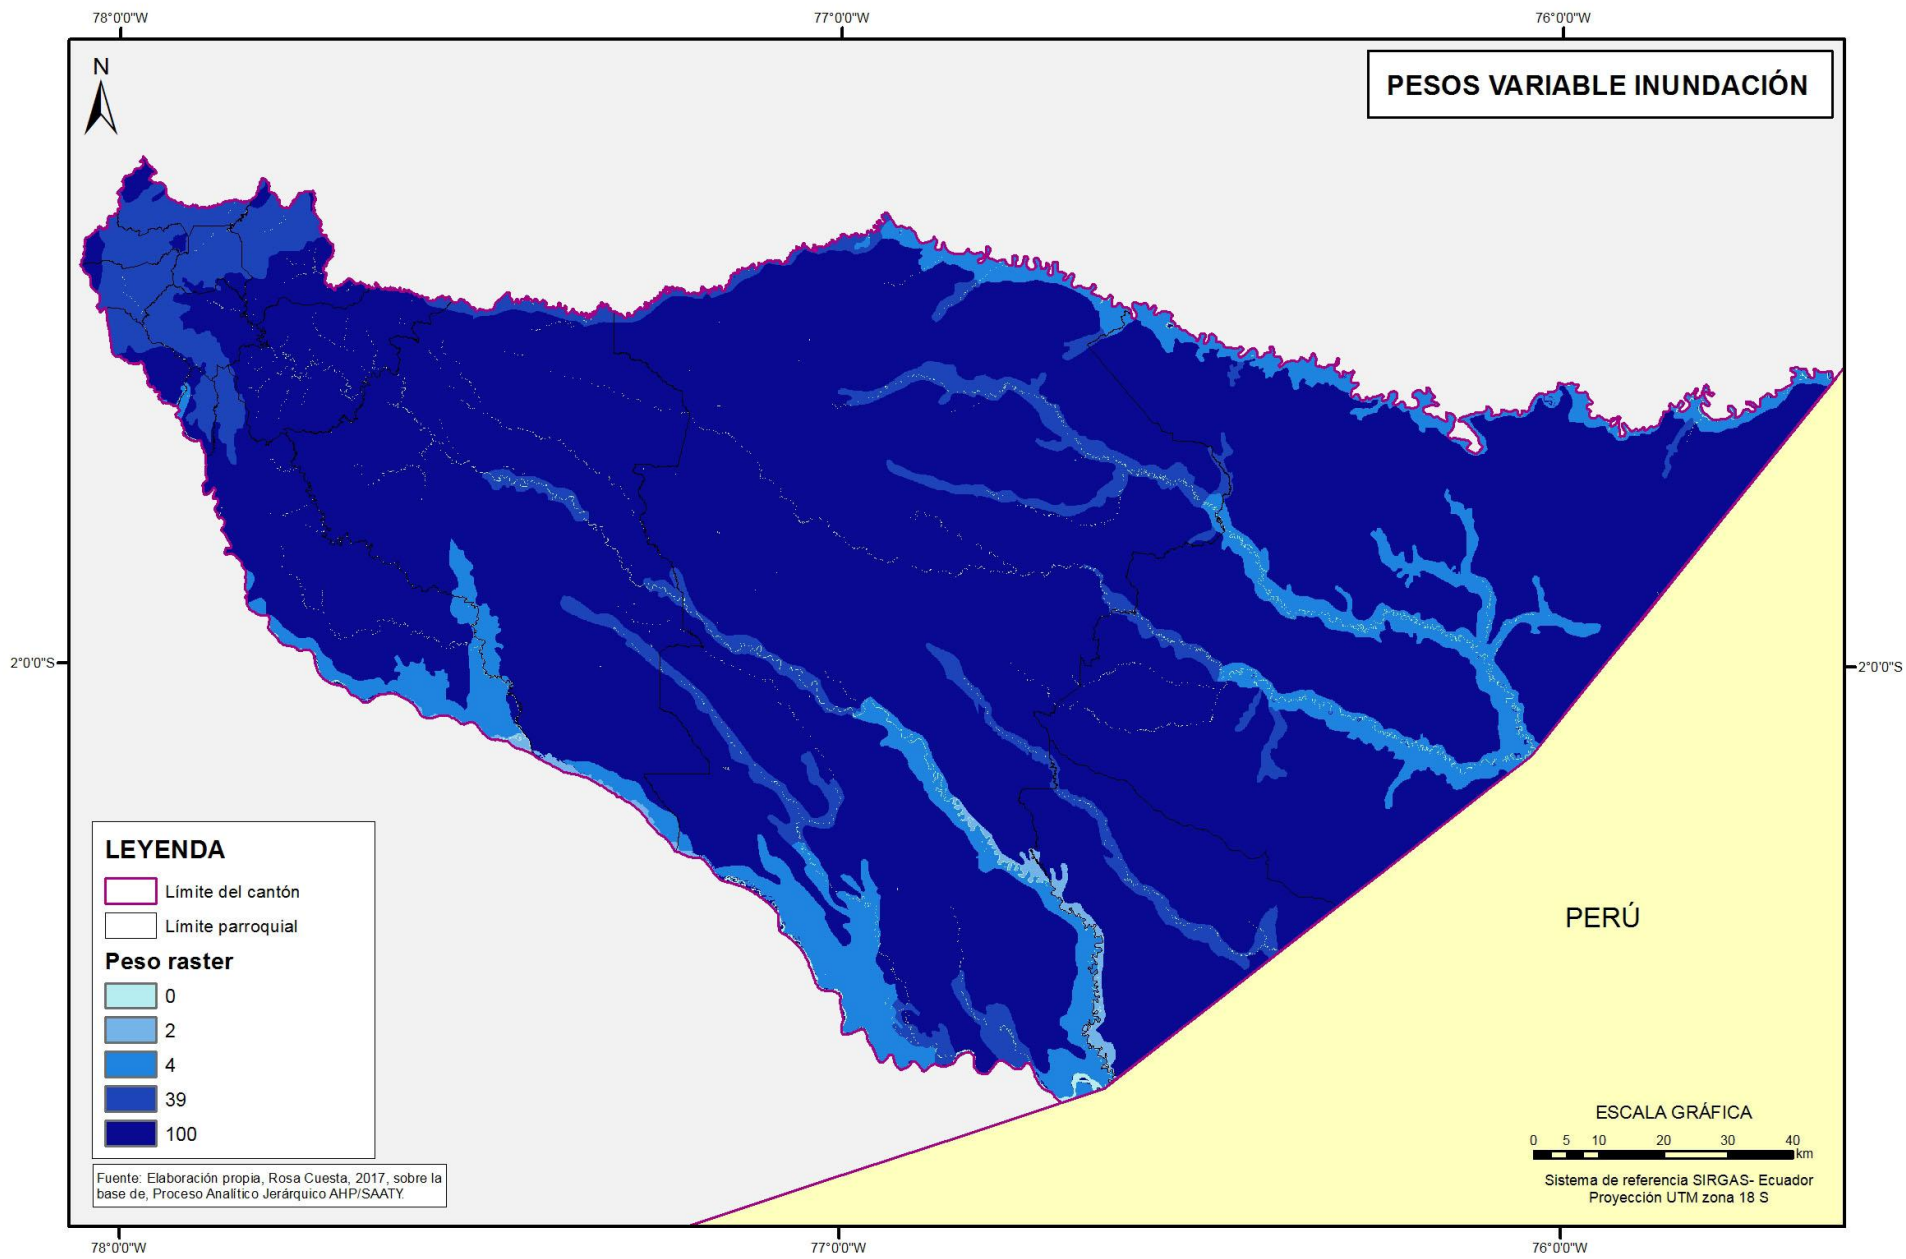 78°0'0"W
77°0'0"W
76°0'0"W
N
PESOS VARIABLE INUNDACIÓN
2°0'0"S
2°0'0"S
LEYENDA
Límite del cantón
Límite parroquial
Peso raster
0
2
4
39
100
Fuente: Elaboración propia, Rosa Cuesta, 2017, sobre la
base de, Proceso Analítico Jerárquico AHP/SAATY.
PERÚ
ESCALA GRÁFICA
0 5 10 20 30 40
km
Sistema de referencia SIRGAS- Ecuador
Proyección UTM zona 18 S
78°0'0"W
77°0'0"W
76°0'0"W